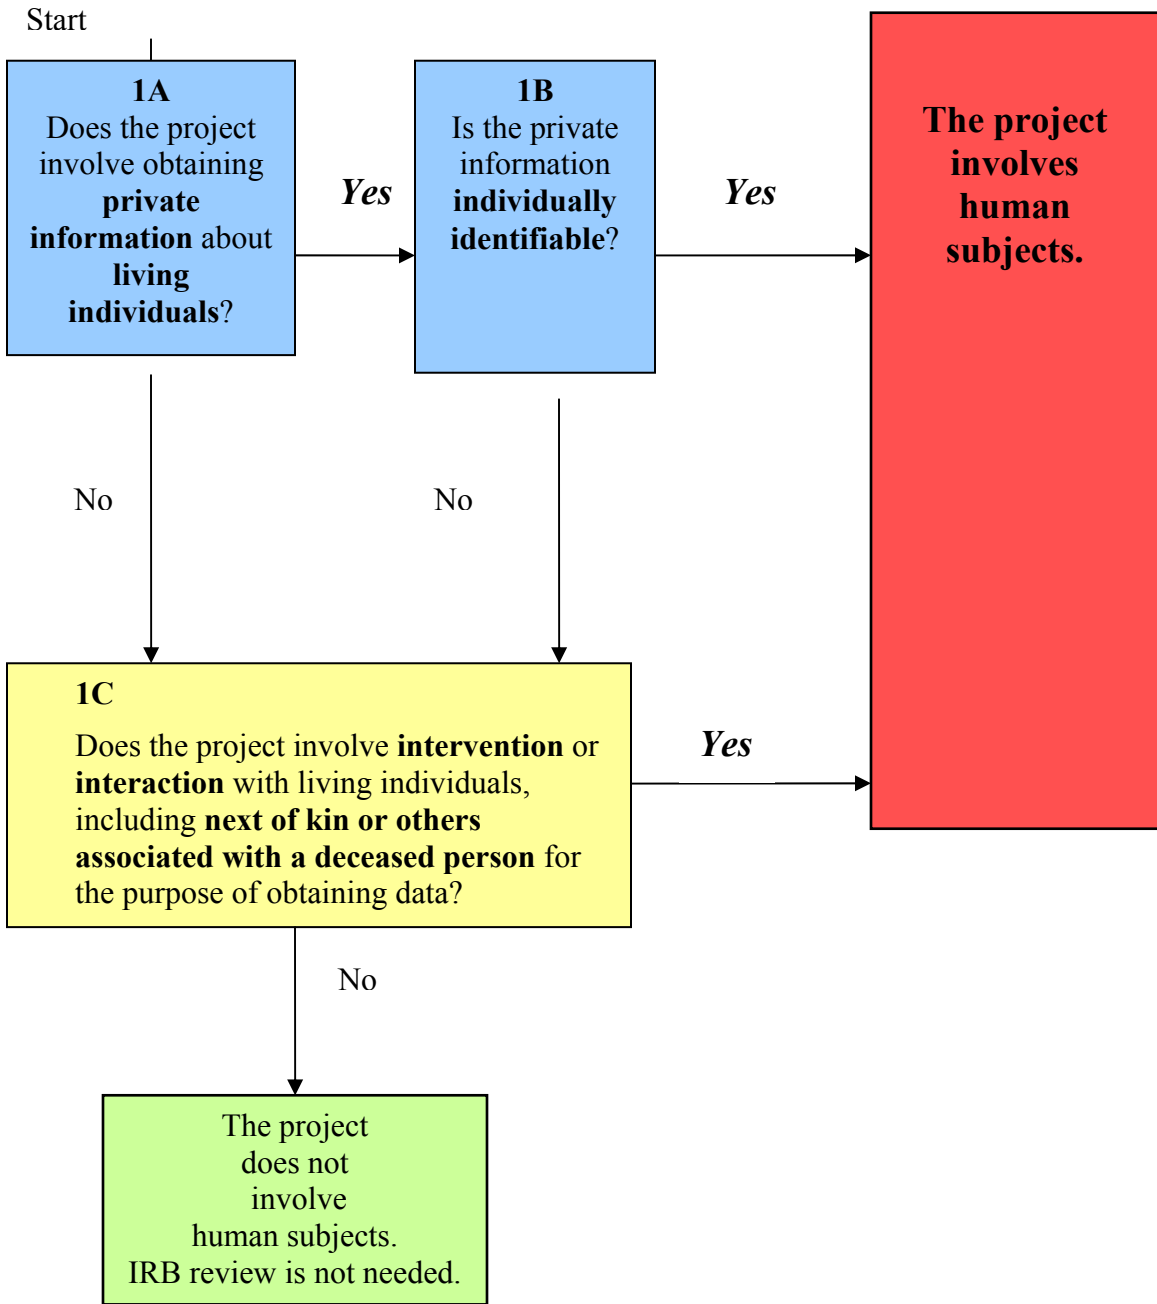 Start
1A
Does the project
involve obtaining
private
information about
living
individuals?
Yes
1B
Is the private
information
individually
identifiable?
Yes
The project
involves
human
subjects.
No
No
1C
Does the project involve intervention or
interaction with living individuals,
including next of kin or others
associated with a deceased person for
the purpose of obtaining data?
Yes
No
The project
does not
involve
human subjects.
IRB review is not needed.